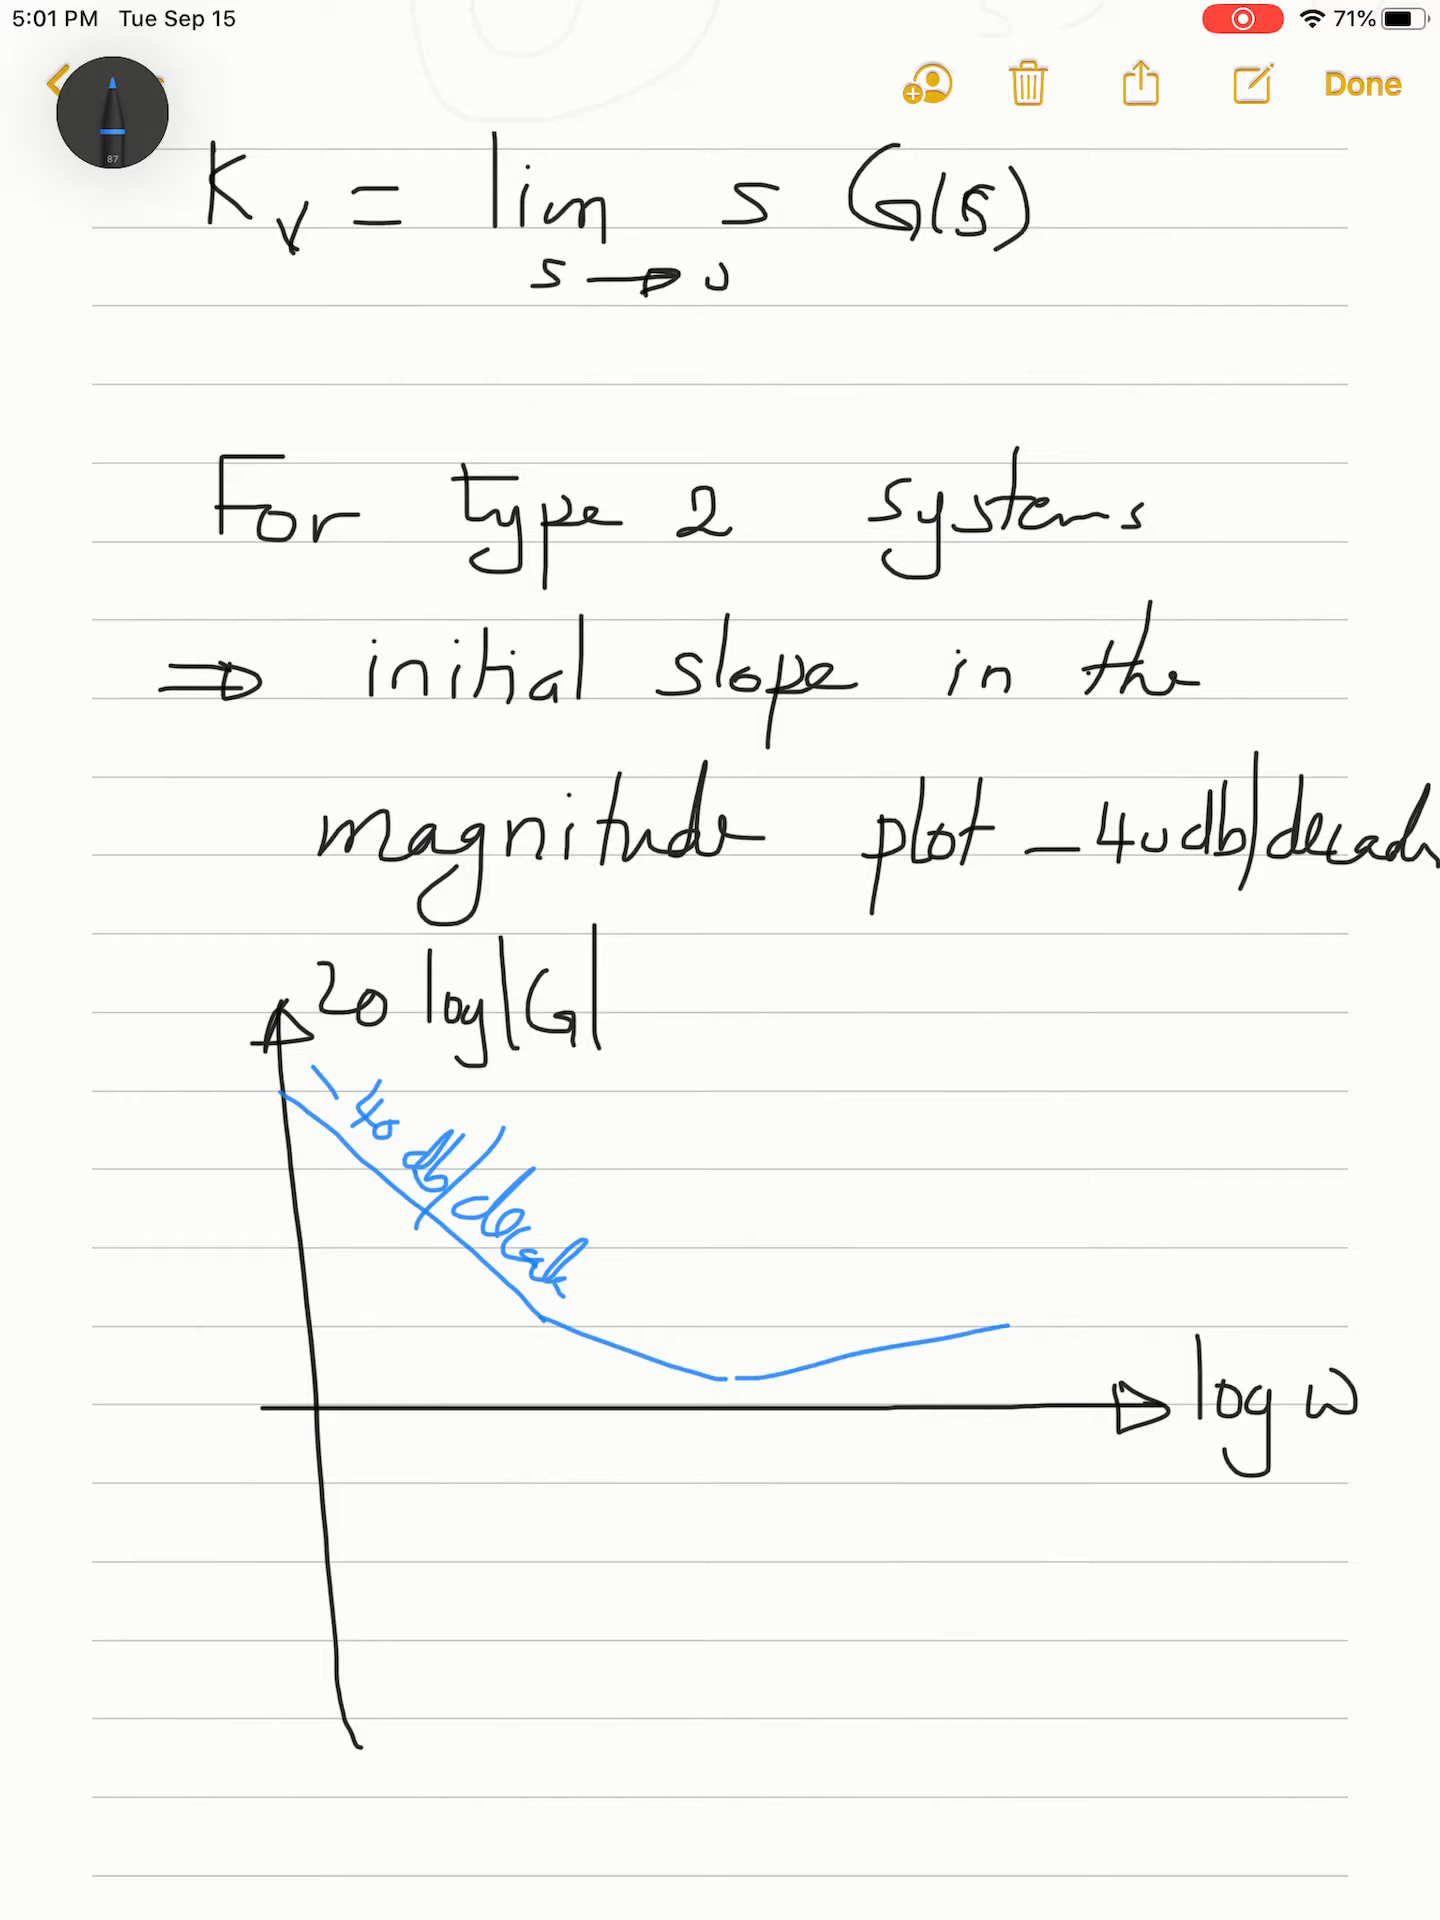 5:01 PM Tue Sep 15
71%
Done
87
Kv = lim s G(s)
s → 0
For type 2 systems
⇒ initial slope in the
magnitude plot -40db/decade
20 log|G|
-40 db/decade
log w